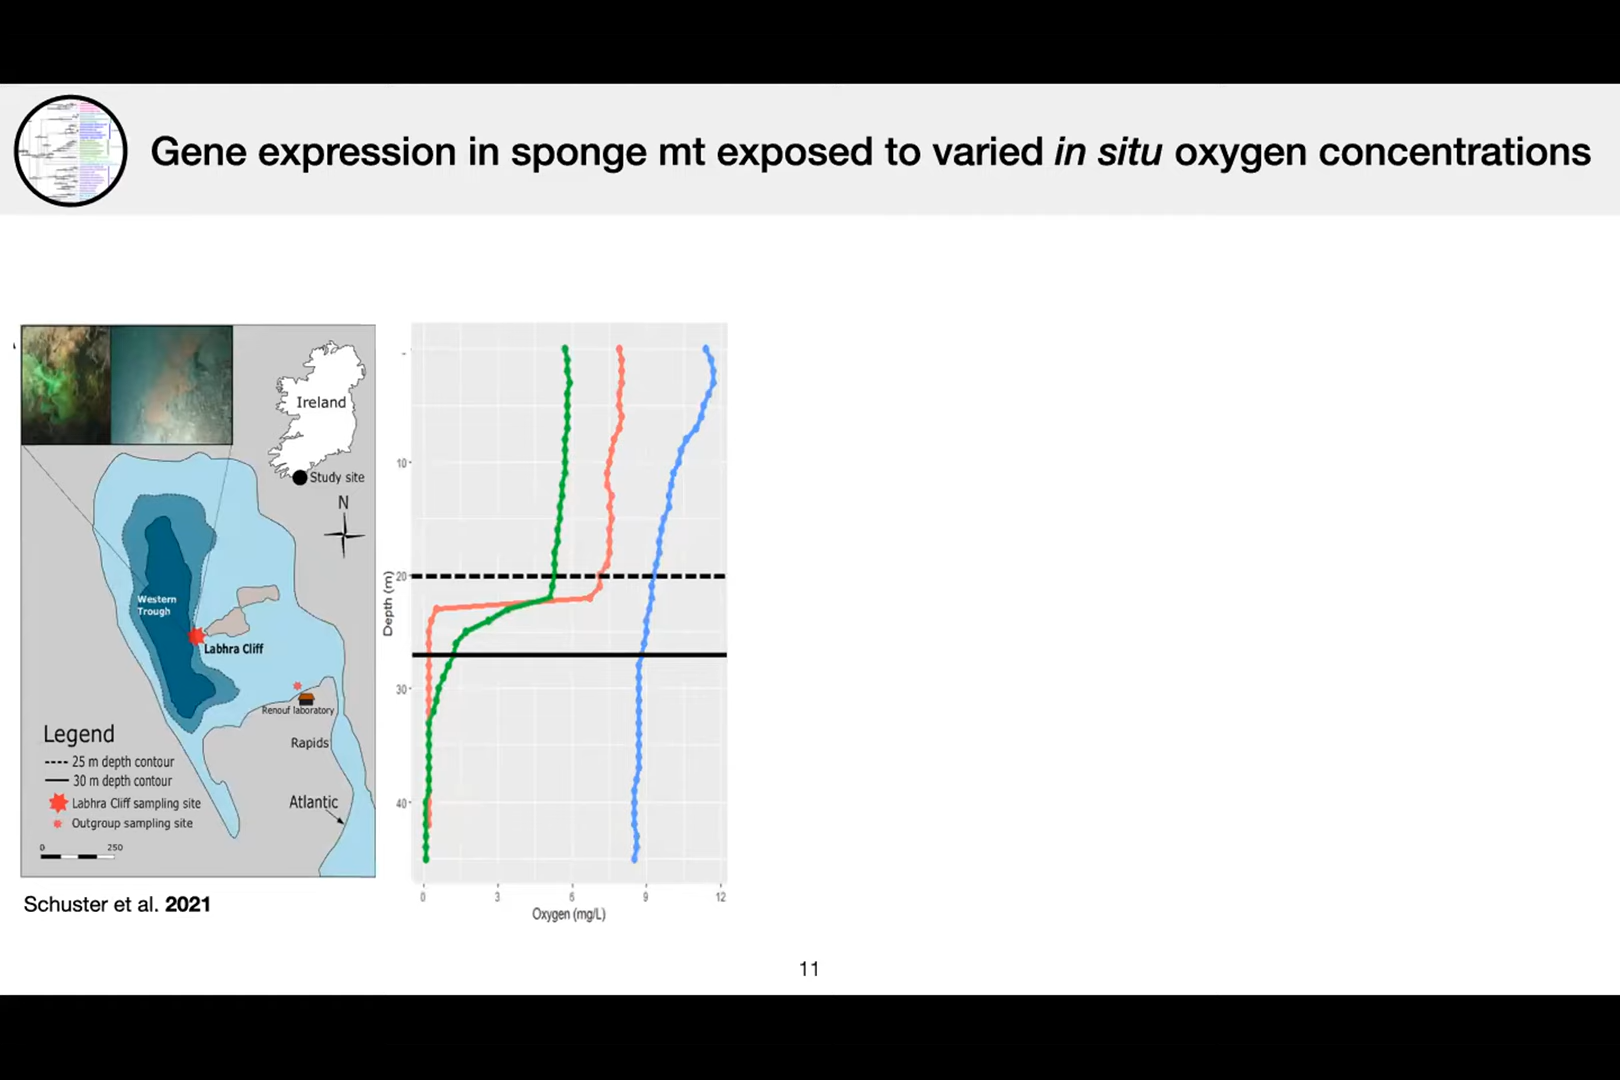 Gene expression in sponge mt exposed to varied in situ oxygen concentrations
Ireland
Study site
N
Western
Trough
Labhra Cliff
Renouf laboratory
Rapids
Atlantic
Legend
25 m depth contour
30 m depth contour
Labhra Cliff sampling site
Outgroup sampling site
0 250
Schuster et al. 2021
Depth (m)
10
20
30
40
0 3 6 9 12
Oxygen (mg/L)
11